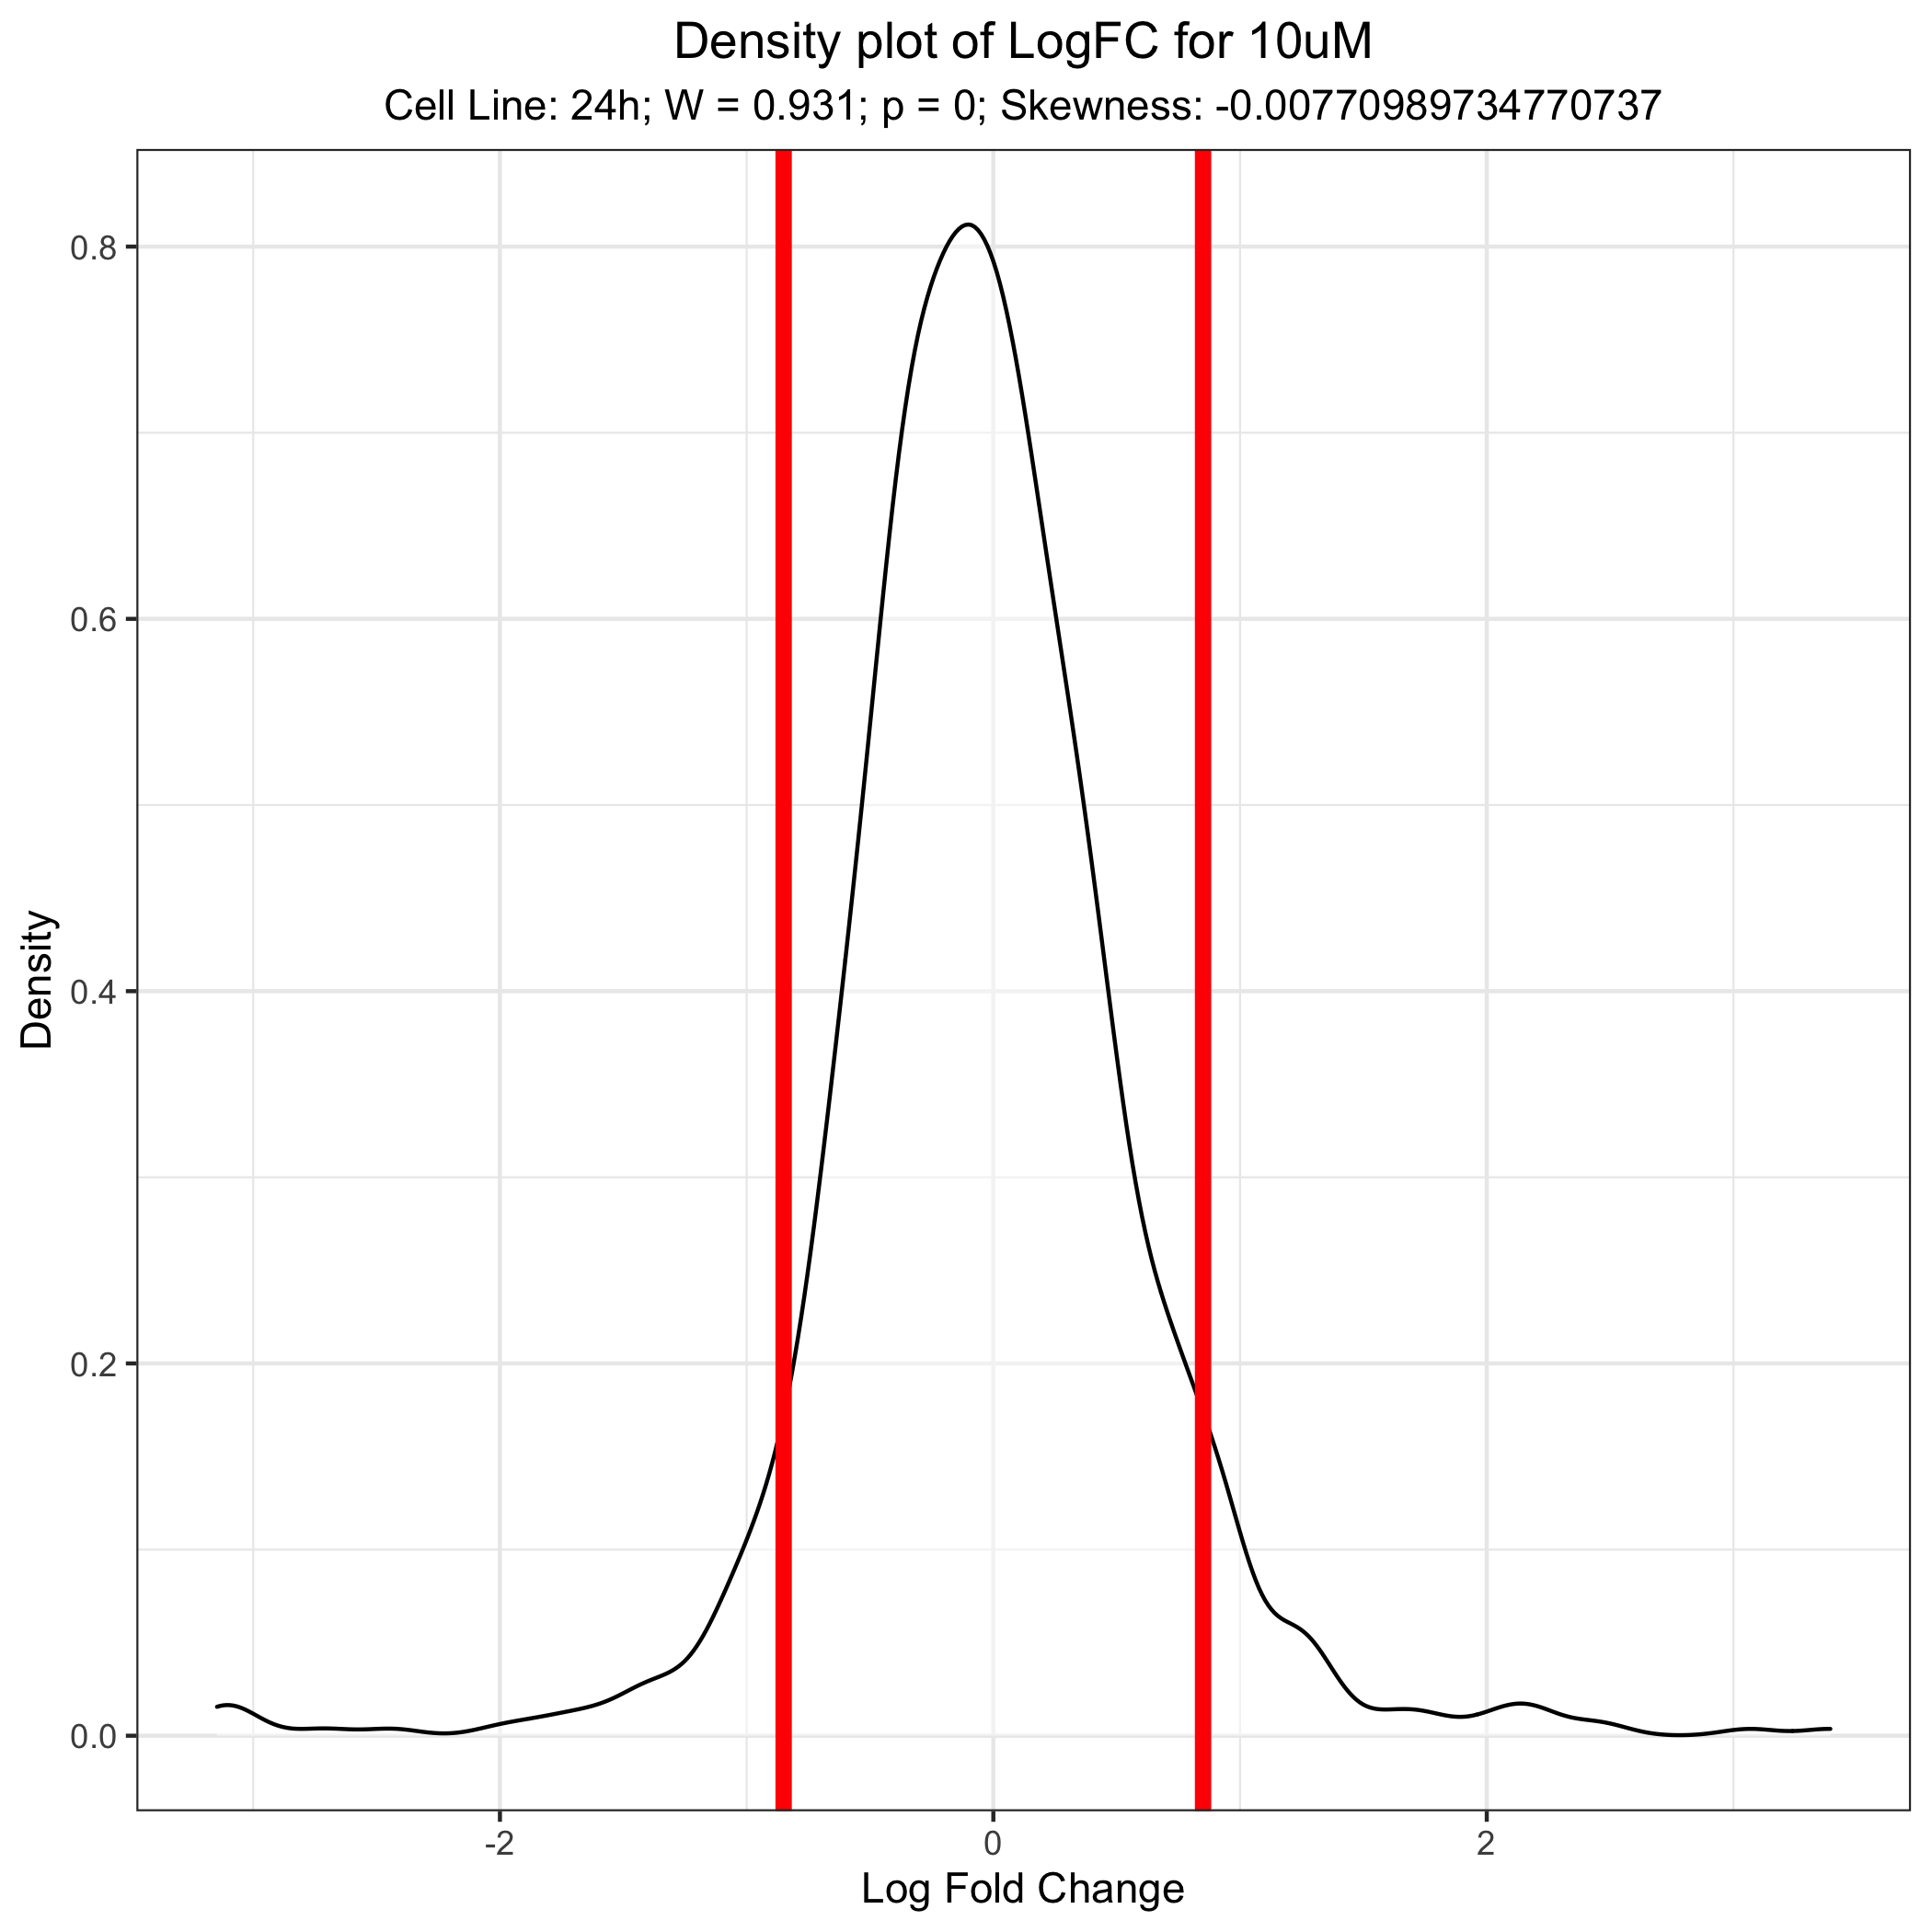 Density plot of LogFC for 10uM
Cell Line: 24h; W = 0.931; p = 0; Skewness: -0.00770989734770737
Density
0.8
0.6
0.4
0.2
0.0
-2
0
2
Log Fold Change